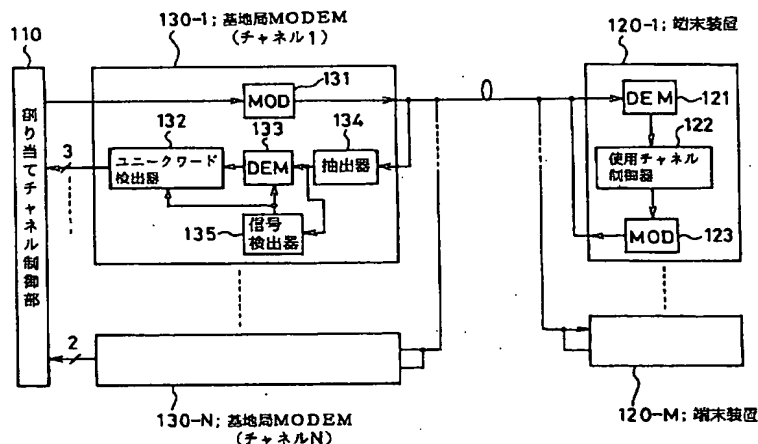 110
割り当てチャネル制御部
130-1;基地局MODEM
(チャネル1)
131
MOD
132
ユニークワード
検出器
133
DEM
134
抽出器
135
信号
検出器
3
2
130-N;基地局MODEM
(チャネルN)
120-1;端末装置
DEM
121
122
使用チャネル
制御器
MOD
123
120-M;端末装置